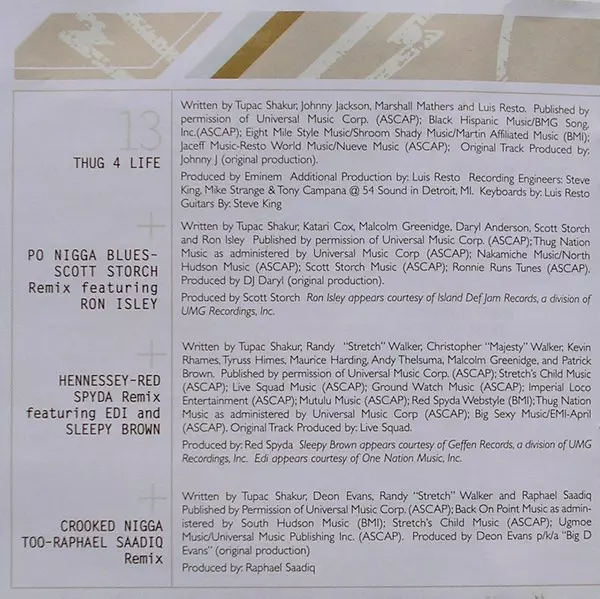 13
THUG 4 LIFE
Written by Tupac Shakur, Johnny Jackson, Marshall Mathers and Luis Resto. Published by
permission of Universal Music Corp. (ASCAP); Black Hispanic Music/BMG Song,
Inc.(ASCAP); Eight Mile Style Music/Shroom Shady Music/Martin Affiliated Music (BMI);
Jaceff Music-Resto World Music/Nueve Music (ASCAP); Original Track Produced by:
Johnny J (original production).
Produced by Eminem Additional Production by: Luis Resto Recording Engineers: Steve
King, Mike Strange & Tony Campana @ 54 Sound in Detroit, MI. Keyboards by: Luis Resto
Guitars By: Steve King
+
PO NIGGA BLUES-
SCOTT STORCH
Remix featuring
RON ISLEY
Written by Tupac Shakur, Katari Cox, Malcolm Greenidge, Daryl Anderson, Scott Storch
and Ron Isley Published by permission of Universal Music Corp. (ASCAP); Thug Nation
Music as administered by Universal Music Corp (ASCAP); Nakamiche Music/North
Hudson Music (ASCAP); Scott Storch Music (ASCAP); Ronnie Runs Tunes (ASCAP).
Produced by DJ Daryl (original production).
Produced by Scott Storch Ron Isley appears courtesy of Island Def Jam Records, a division of
UMG Recordings, Inc.
+
HENNESSEY-RED
SPYDA Remix
featuring EDI and
SLEEPY BROWN
Written by Tupac Shakur, Randy "Stretch" Walker, Christopher "Majesty" Walker, Kevin
Rhames, Tyruss Himes, Maurice Harding, Andy Thelsuma, Malcolm Greenidge, and Patrick
Brown. Published by permission of Universal Music Corp. (ASCAP); Stretch's Child Music
(ASCAP); Live Squad Music (ASCAP); Ground Watch Music (ASCAP); Imperial Loco
Entertainment (ASCAP); Mutulu Music (ASCAP); Red Spyda Webstyle (BMI); Thug Nation
Music as administered by Universal Music Corp (ASCAP); Big Sexy Music/EMI-April
(ASCAP). Original Track Produced by: Live Squad.
Produced by: Red Spyda Sleepy Brown appears courtesy of Geffen Records, a division of UMG
Recordings, Inc. Edi appears courtesy of One Nation Music, Inc.
+
CROOKED NIGGA
TOO-RAPHAEL SAADIQ
Remix
Written by Tupac Shakur, Deon Evans, Randy "Stretch" Walker and Raphael Saadiq
Published by Permission of Universal Music Corp. (ASCAP); Back On Point Music as admin-
istered by South Hudson Music (BMI); Stretch's Child Music (ASCAP); Ugmoe
Music/Universal Music Publishing Inc. (ASCAP). Produced by Deon Evans p/k/a "Big D
Evans" (original production)
Produced by: Raphael Saadiq